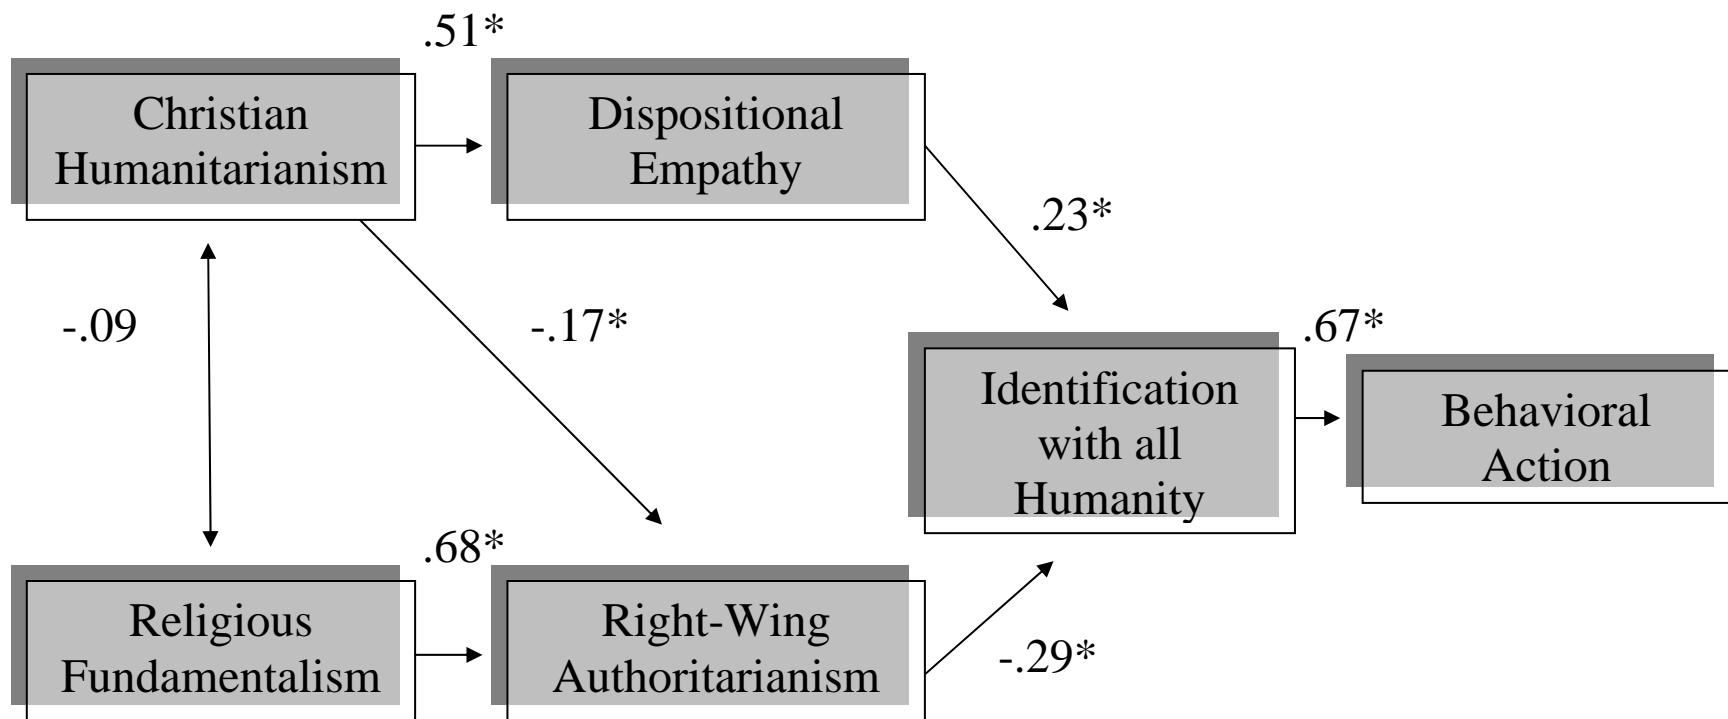 .51*
Christian
Humanitarianism
Dispositional
Empathy
.23*
-.09
-.17*
.67*
Identification
with all
Humanity
Behavioral
Action
.68*
Religious
Fundamentalism
Right-Wing
Authoritarianism
-.29*